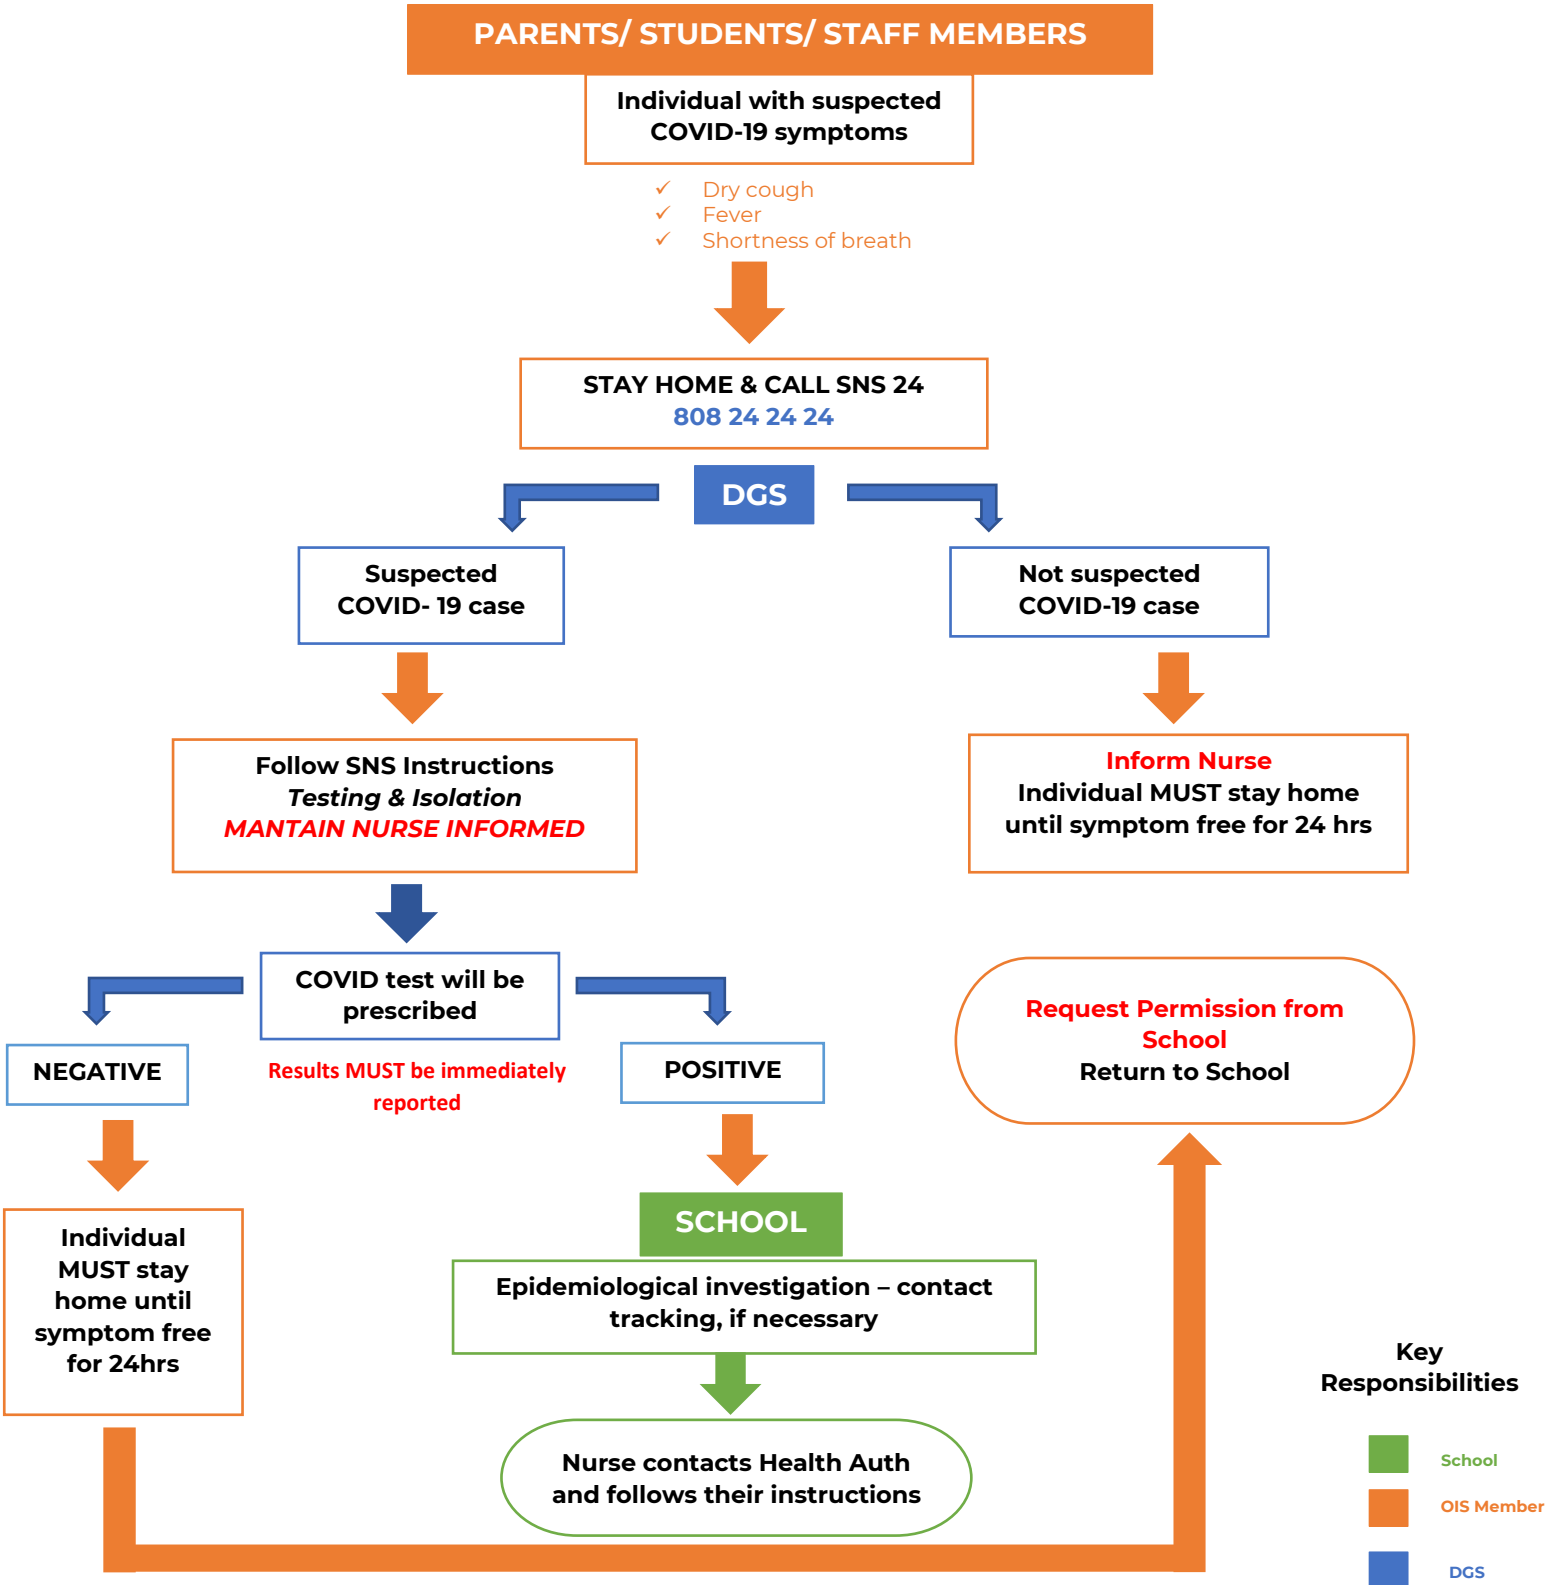 PARENTS/ STUDENTS/ STAFF MEMBERS
Individual with suspected
COVID-19 symptoms
✓ Dry cough
✓ Fever
✓ Shortness of breath
STAY HOME & CALL SNS 24
808 24 24 24
DGS
Suspected
COVID- 19 case
Not suspected
COVID-19 case
Follow SNS Instructions
Testing & Isolation
MANTAIN NURSE INFORMED
Inform Nurse
Individual MUST stay home
until symptom free for 24 hrs
COVID test will be
prescribed
Results MUST be immediately
reported
NEGATIVE
POSITIVE
Request Permission from
School
Return to School
Individual
MUST stay
home until
symptom free
for 24hrs
SCHOOL
Epidemiological investigation – contact
tracking, if necessary
Nurse contacts Health Auth
and follows their instructions
Key
Responsibilities
School
OIS Member
DGS